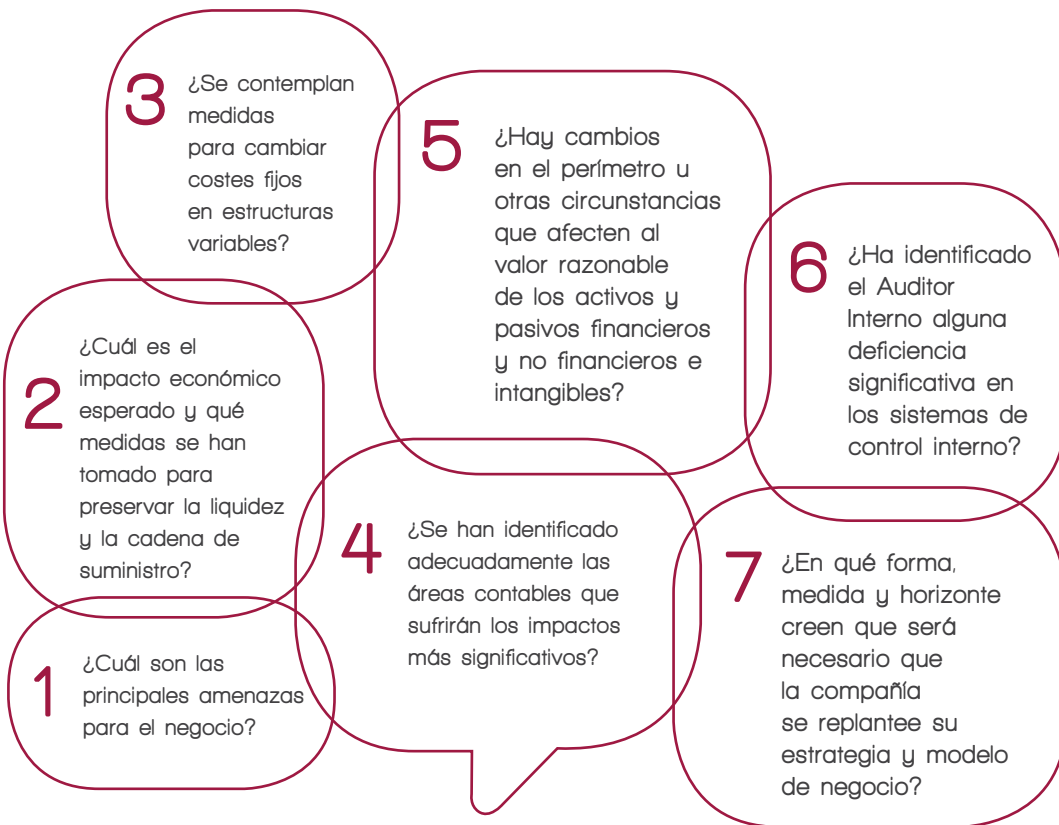 1
¿Cuál son las
principales amenazas
para el negocio?
2
¿Cuál es el
impacto económico
esperado y qué
medidas se han
tomado para
preservar la liquidez
y la cadena de
suministro?
3
¿Se contemplan
medidas
para cambiar
costes fijos
en estructuras
variables?
4
¿Se han identificado
adecuadamente las
áreas contables que
sufrirán los impactos
más significativos?
5
¿Hay cambios
en el perímetro u
otras circunstancias
que afecten al
valor razonable
de los activos y
pasivos financieros
y no financieros e
intangibles?
6
¿Ha identificado
el Auditor
Interno alguna
deficiencia
significativa en
los sistemas de
control interno?
7
¿En qué forma,
medida y horizonte
creen que será
necesario que
la compañía
se replantee su
estrategia y modelo
de negocio?